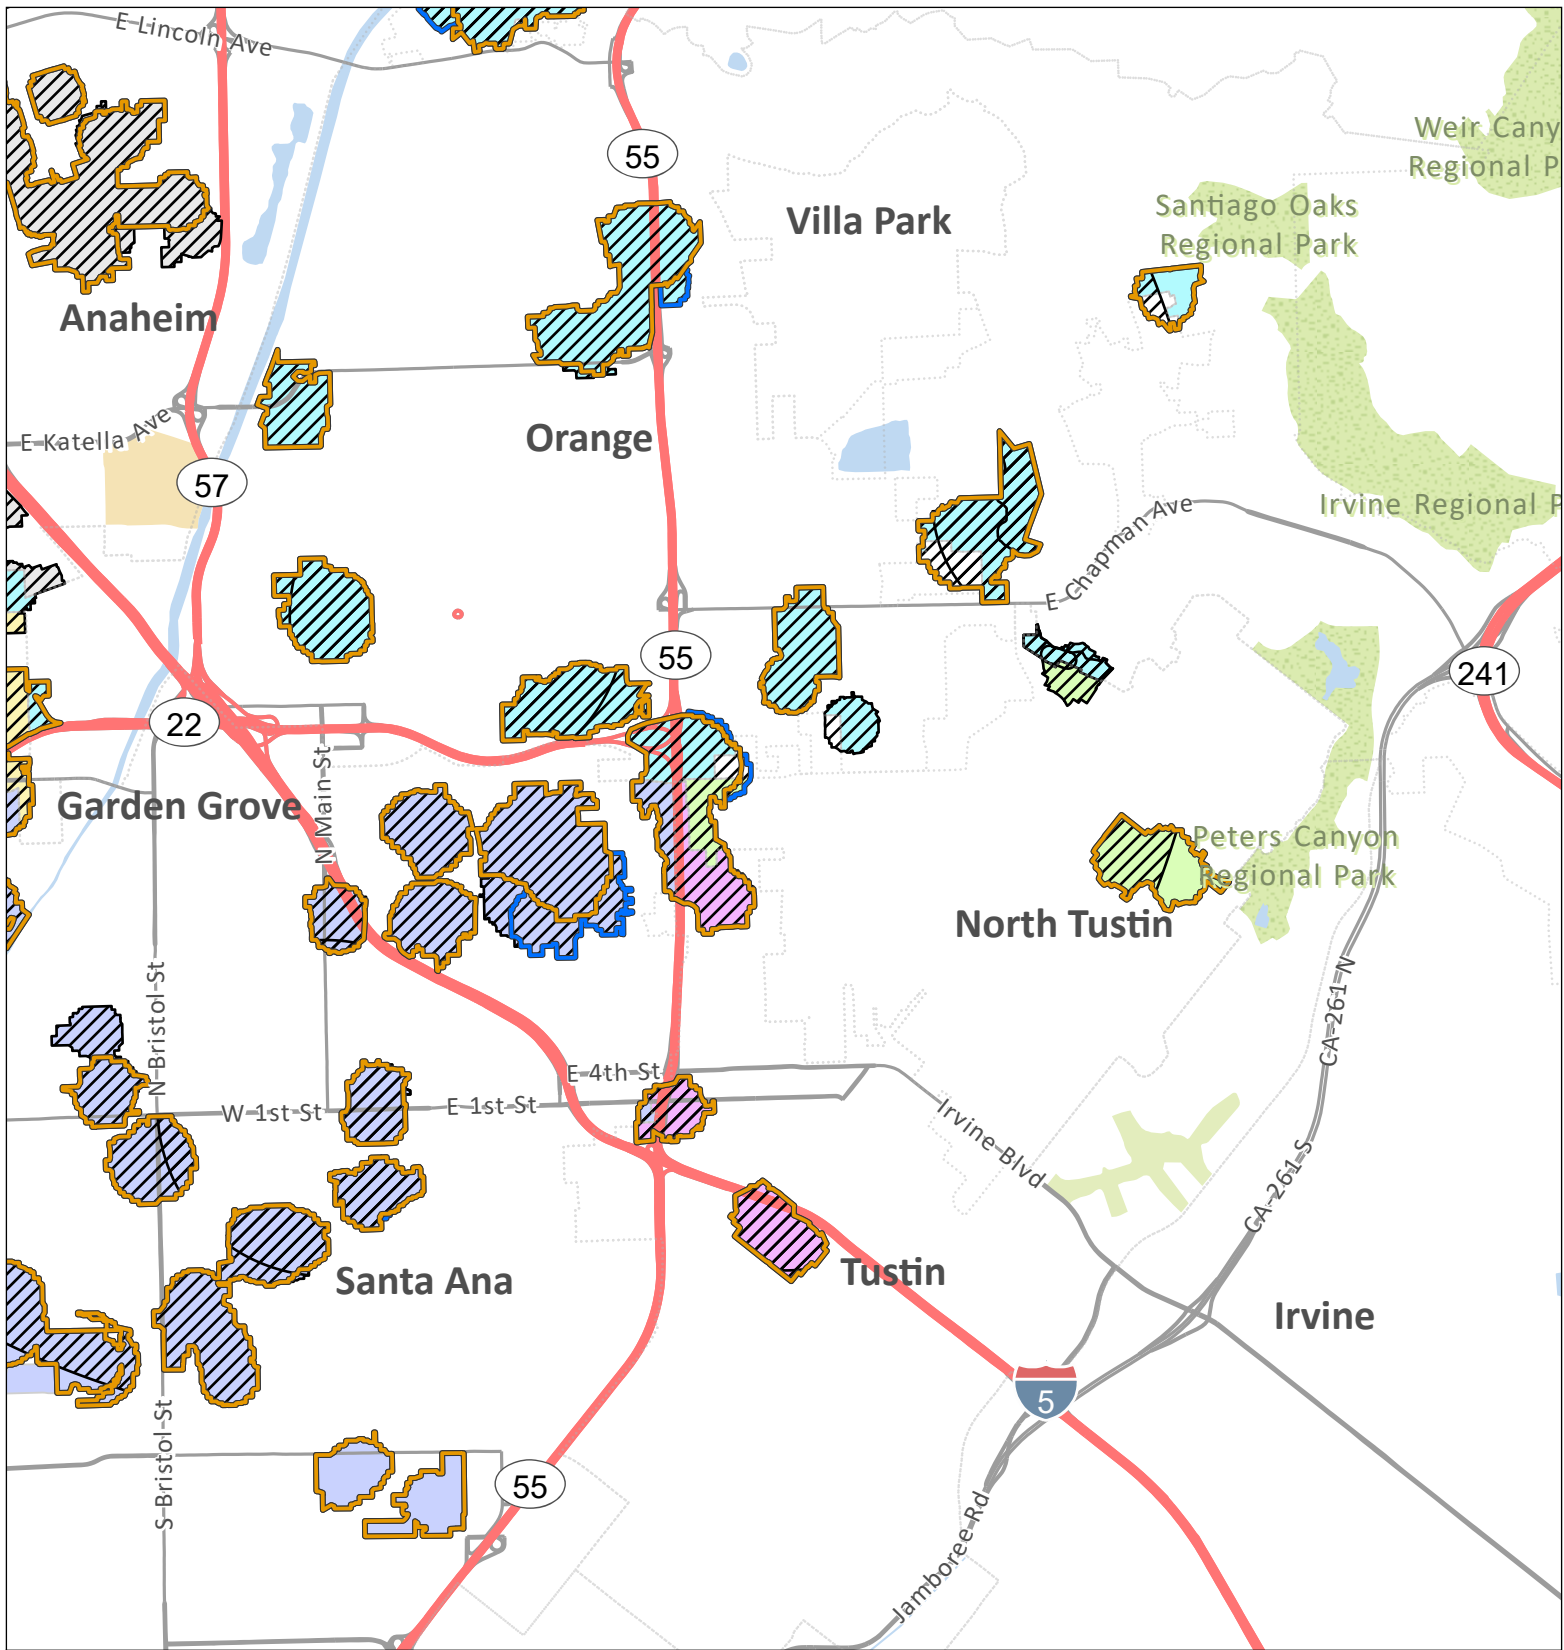 E Lincoln Ave
55
Weir Cany
Regional P
Villa Park
Santiago Oaks
Regional Park
Anaheim
E Katella Ave
Orange
57
Irvine Regional P
E Chapman Ave
55
241
22
Garden Grove
N Main St
Peters Canyon
Regional Park
North Tustin
N Bristol St
CA-261 N
E 4th St
W 1st St
E 1st St
Irvine Blvd
CA-261 S
Santa Ana
Tustin
Irvine
5
S Bristol St
55
Jamboree Rd